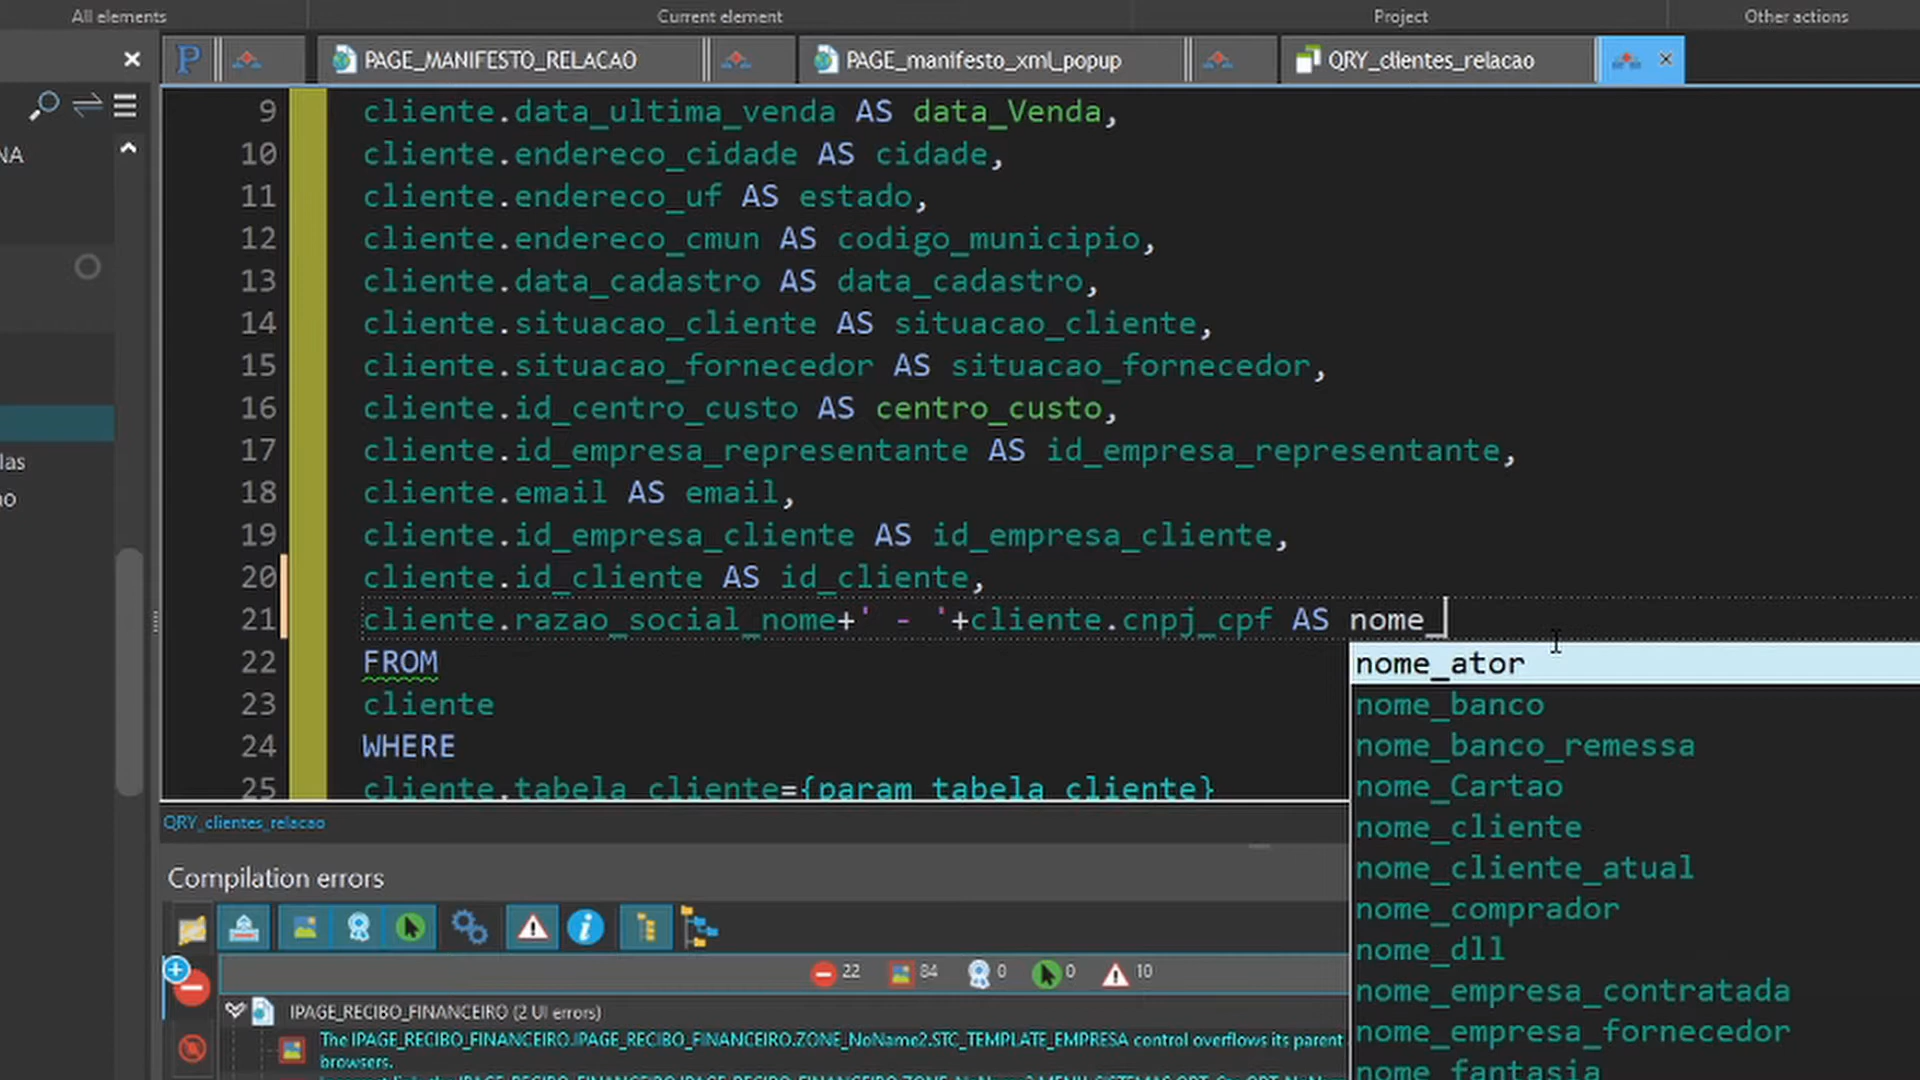 All elements
Current element
Project
Other actions
PAGE_MANIFESTO_RELACAO
PAGE_manifesto_xml_popup
QRY_clientes_relacao
NA
las
ao
9 cliente.data_ultima_venda AS data_Venda,
10 cliente.endereco_cidade AS cidade,
11 cliente.endereco_uf AS estado,
12 cliente.endereco_cmun AS codigo_municipio,
13 cliente.data_cadastro AS data_cadastro,
14 cliente.situacao_cliente AS situacao_cliente,
15 cliente.situacao_fornecedor AS situacao_fornecedor,
16 cliente.id_centro_custo AS centro_custo,
17 cliente.id_empresa_representante AS id_empresa_representante,
18 cliente.email AS email,
19 cliente.id_empresa_cliente AS id_empresa_cliente,
20 cliente.id_cliente AS id_cliente,
21 cliente.razao_social_nome+' - '+cliente.cnpj_cpf AS nome_
22 FROM
23 cliente
24 WHERE
25 cliente.tabela_cliente={param_tabela_cliente}
nome_ator
nome_banco
nome_banco_remessa
nome_Cartao
nome_cliente
nome_cliente_atual
nome_comprador
nome_dll
nome_empresa_contratada
nome_empresa_fornecedor
nome_fantasia
QRY_clientes_relacao
Compilation errors
22 84 0 0 10
IPAGE_RECIBO_FINANCEIRO (2 UI errors)
The IPAGE_RECIBO_FINANCEIRO.IPAGE_RECIBO_FINANCEIRO.ZONE_NoName2.STC_TEMPLATE_EMPRESA control overflows its parent
browsers.